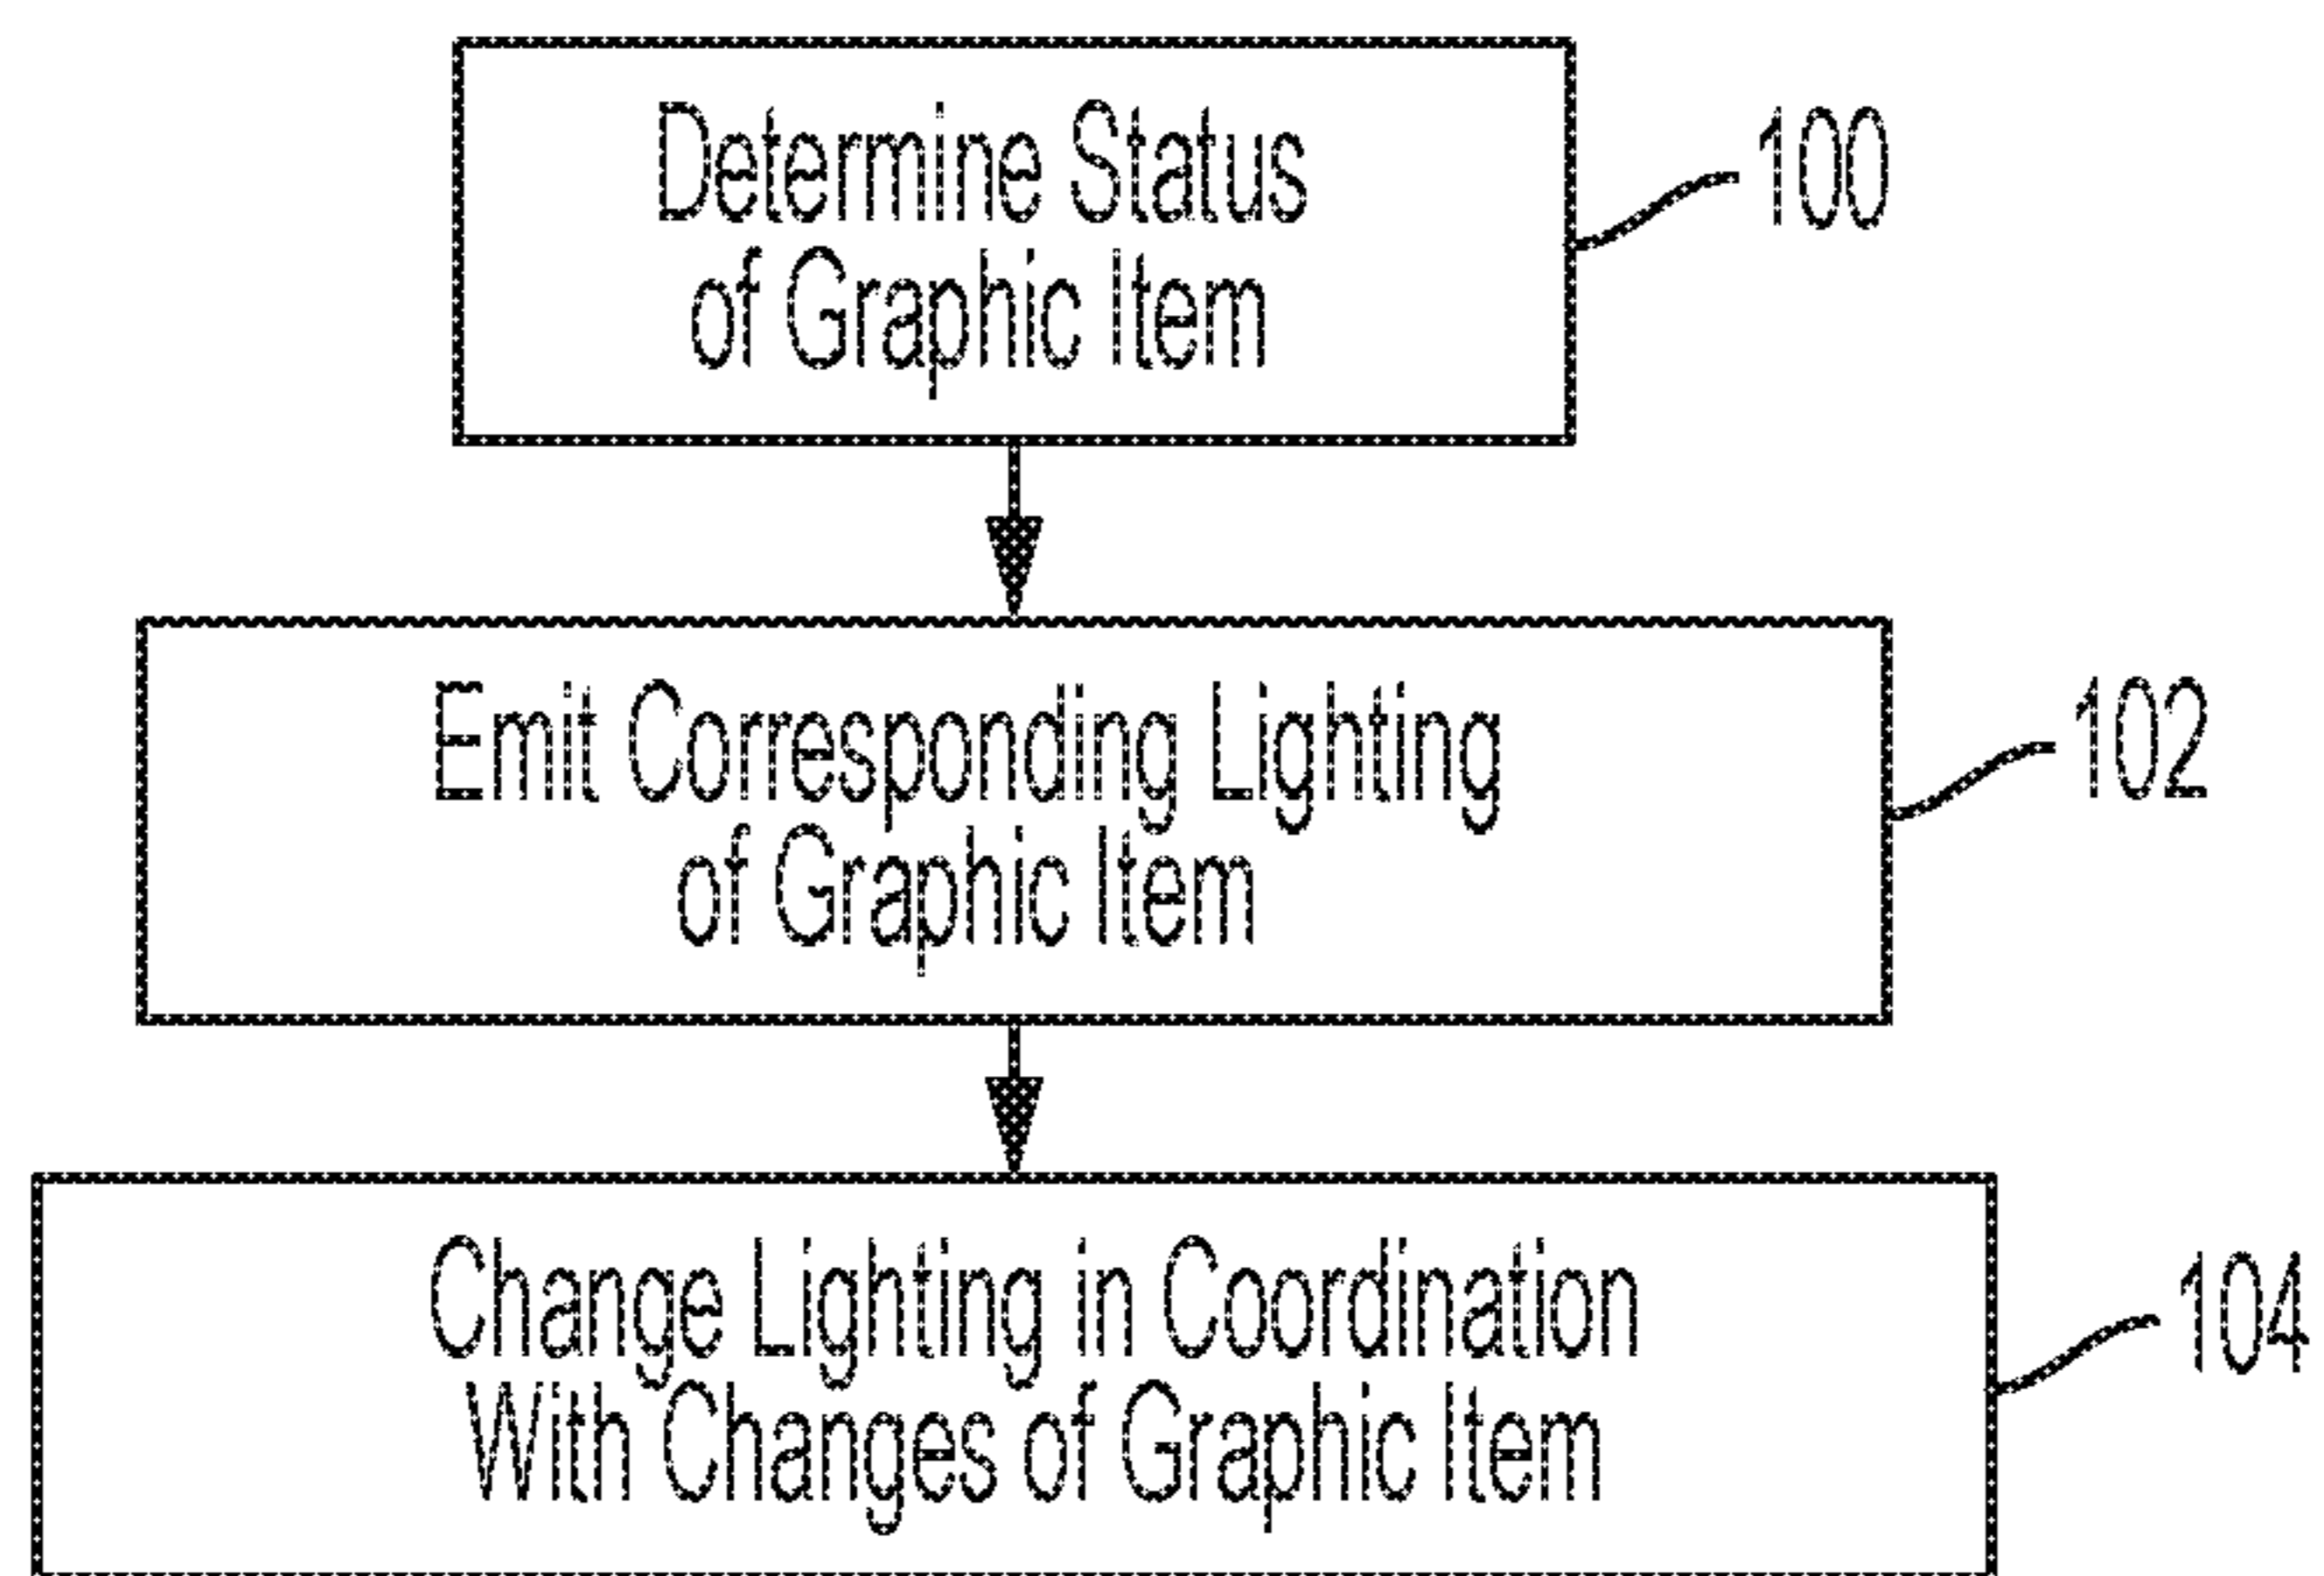 Determine Status
of Graphic Item
100
Emit Corresponding Lighting
of Graphic Item
102
Change Lighting in Coordination
With Changes of Graphic Item
104